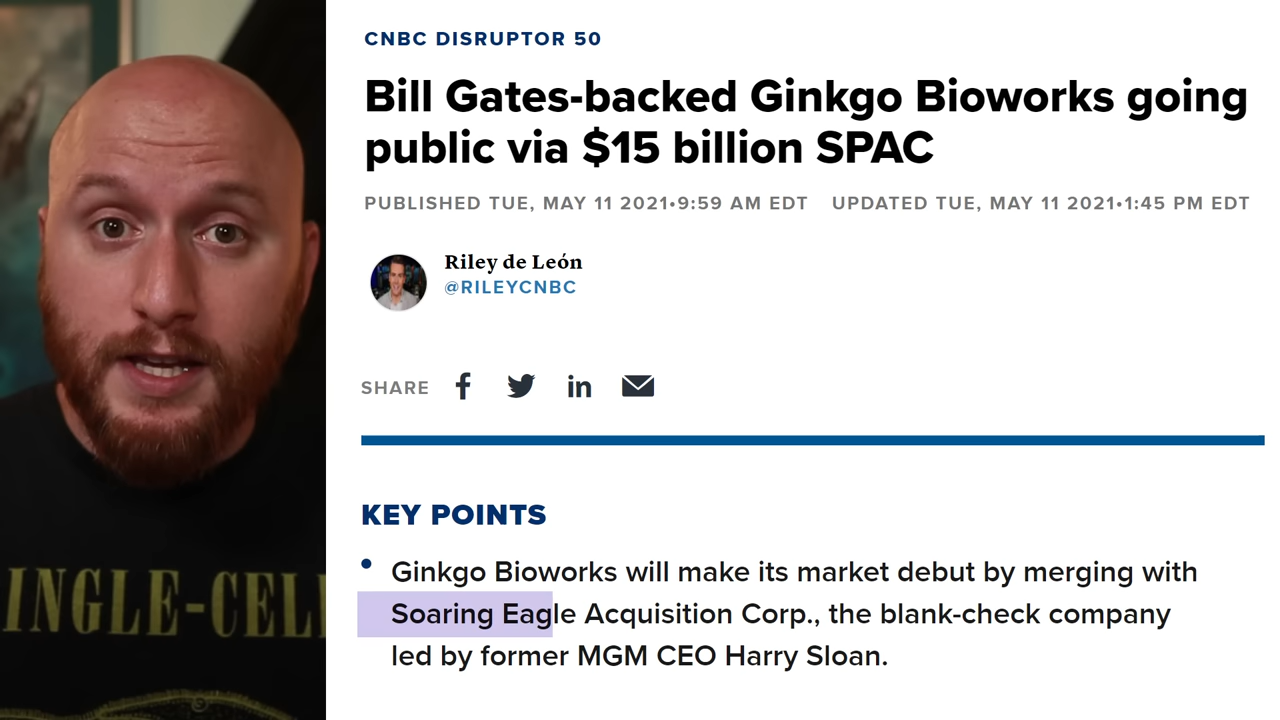 CNBC DISRUPTOR 50
Bill Gates-backed Ginkgo Bioworks going
public via $15 billion SPAC
PUBLISHED TUE, MAY 11 2021•9:59 AM EDT UPDATED TUE, MAY 11 2021•1:45 PM EDT
Riley de León
@RILEYCNBC
SHARE
KEY POINTS
• Ginkgo Bioworks will make its market debut by merging with
Soaring Eagle Acquisition Corp., the blank-check company
led by former MGM CEO Harry Sloan.
INGLE-CEL